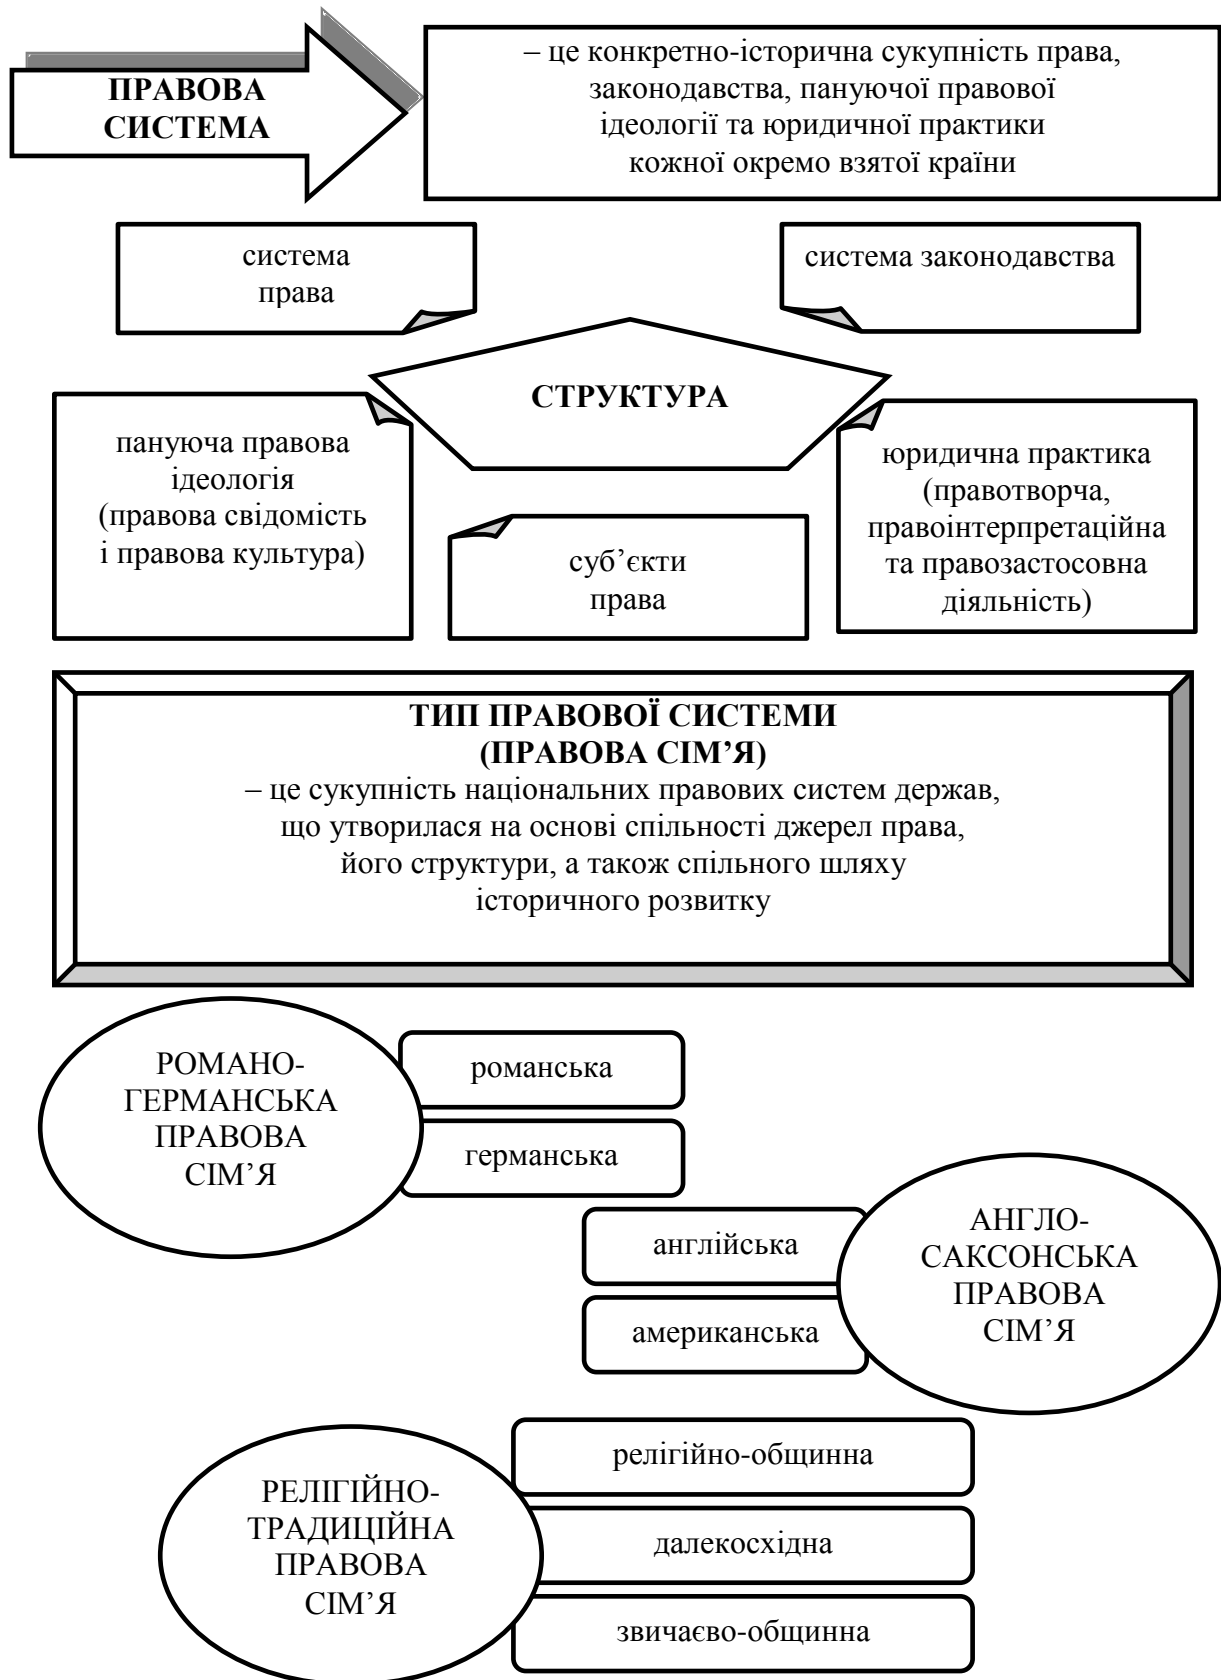 ПРАВОВА
СИСТЕМА
– це конкретно-історична сукупність права,
законодавства, пануючої правової
ідеології та юридичної практики
кожної окремо взятої країни
система
права
система законодавства
СТРУКТУРА
пануюча правова
ідеологія
(правова свідомість
і правова культура)
суб’єкти
права
юридична практика
(правотворча,
правоінтерпретаційна
та правозастосовна
діяльність)
ТИП ПРАВОВОЇ СИСТЕМИ
(ПРАВОВА СІМ’Я)
– це сукупність національних правових систем держав,
що утворилася на основі спільності джерел права,
його структури, а також спільного шляху
історичного розвитку
РОМАНО-
ГЕРМАНСЬКА
ПРАВОВА
СІМ’Я
романська
германська
англійська
американська
АНГЛО-
САКСОНСЬКА
ПРАВОВА
СІМ’Я
РЕЛІГІЙНО-
ТРАДИЦІЙНА
ПРАВОВА
СІМ’Я
релігійно-общинна
далекосхідна
звичаєво-общинна